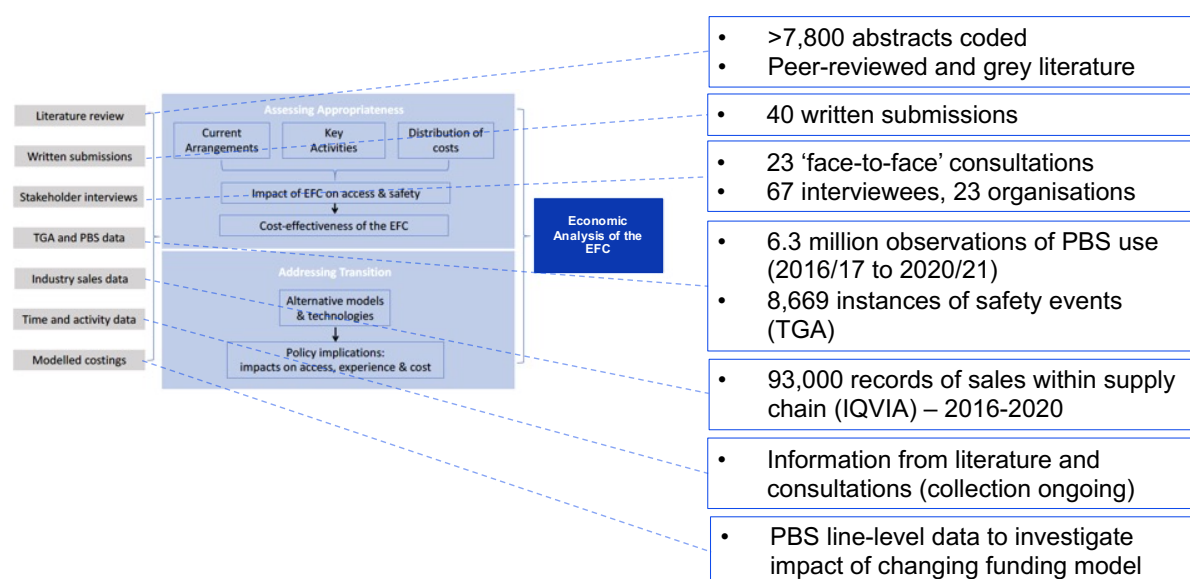 Literature review
Written submissions
Stakeholder interviews
TGA and PBS data
Industry sales data
Time and activity data
Modelled costings
Assessing Appropriateness
Current
Arrangements
Key
Activities
Distribution of
costs
Impact of EFC on access & safety
Cost-effectiveness of the EFC
Addressing Transition
Alternative models
& technologies
Policy implications:
impacts on access, experience & cost
Economic
Analysis of the
EFC
• >7,800 abstracts coded
• Peer-reviewed and grey literature
• 40 written submissions
• 23 ‘face-to-face’ consultations
• 67 interviewees, 23 organisations
• 6.3 million observations of PBS use
(2016/17 to 2020/21)
• 8,669 instances of safety events
(TGA)
• 93,000 records of sales within supply
chain (IQVIA) – 2016-2020
• Information from literature and
consultations (collection ongoing)
• PBS line-level data to investigate
impact of changing funding model